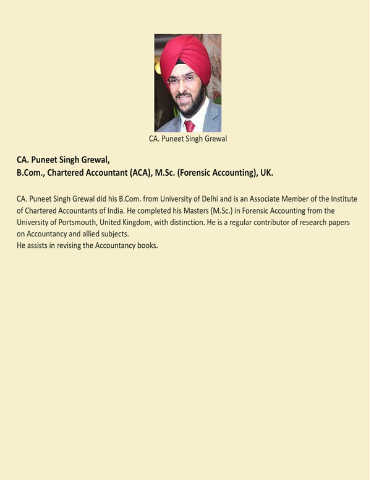 CA. Puneet Singh Grewal
CA. Puneet Singh Grewal,
B.Com., Chartered Accountant (ACA), M.Sc. (Forensic Accounting), UK.
CA. Puneet Singh Grewal did his B.Com. from University of Delhi and is an Associate Member of the Institute
of Chartered Accountants of India. He completed his Masters (M.Sc.) in Forensic Accounting from the
University of Portsmouth, United Kingdom, with distinction. He is a regular contributor of research papers
on Accountancy and allied subjects.
He assists in revising the Accountancy books.